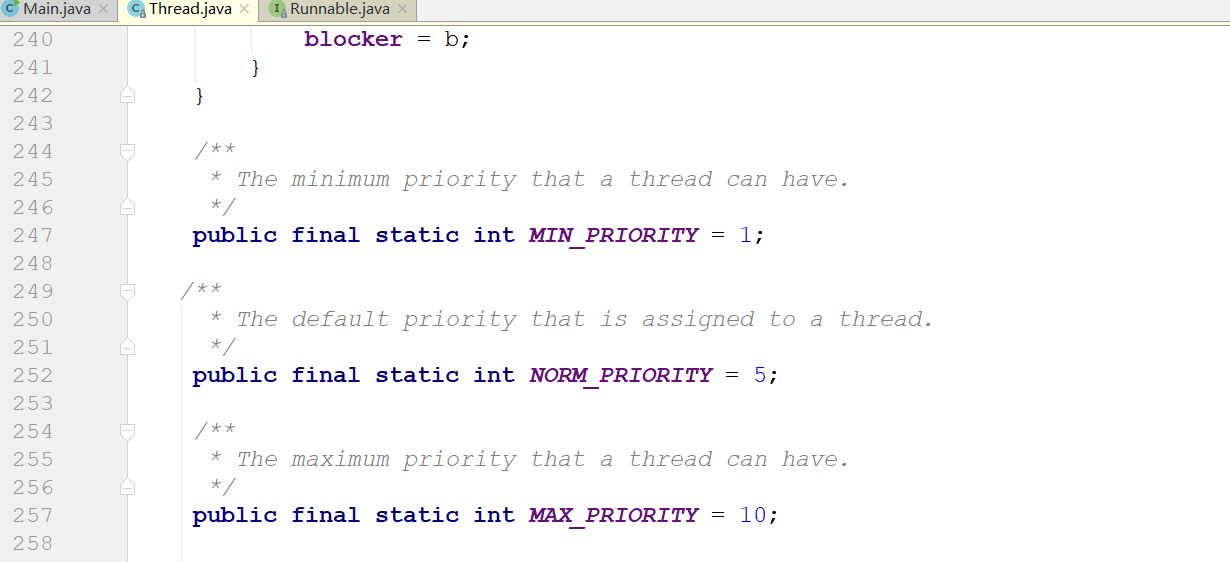 Main.java Thread.java Runnable.java
240 blocker = b;
241 }
242 }
243
244 /**
245 * The minimum priority that a thread can have.
246 */
247 public final static int MIN_PRIORITY = 1;
248
249 /**
250 * The default priority that is assigned to a thread.
251 */
252 public final static int NORM_PRIORITY = 5;
253
254 /**
255 * The maximum priority that a thread can have.
256 */
257 public final static int MAX_PRIORITY = 10;
258